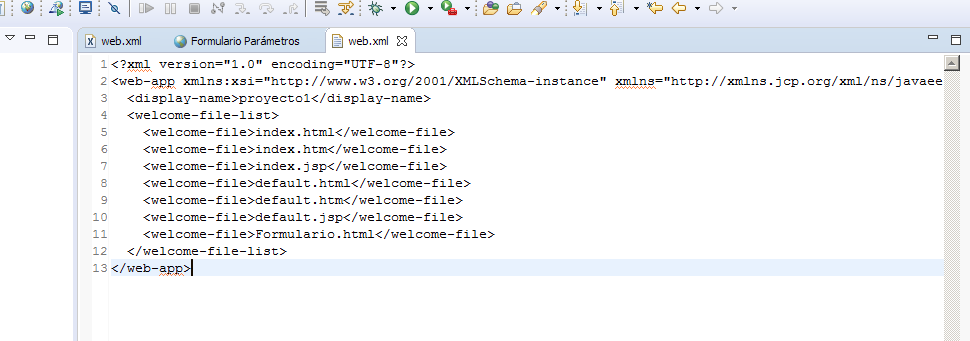 web.xml Formulario Parámetros web.xml
1 <?xml version="1.0" encoding="UTF-8"?>
2 <web-app xmlns:xsi="http://www.w3.org/2001/XMLSchema-instance" xmlns="http://xmlns.jcp.org/xml/ns/javaee
3 <display-name>proyecto1</display-name>
4 <welcome-file-list>
5 <welcome-file>index.html</welcome-file>
6 <welcome-file>index.htm</welcome-file>
7 <welcome-file>index.jsp</welcome-file>
8 <welcome-file>default.html</welcome-file>
9 <welcome-file>default.htm</welcome-file>
10 <welcome-file>default.jsp</welcome-file>
11 <welcome-file>Formulario.html</welcome-file>
12 </welcome-file-list>
13 </web-app>